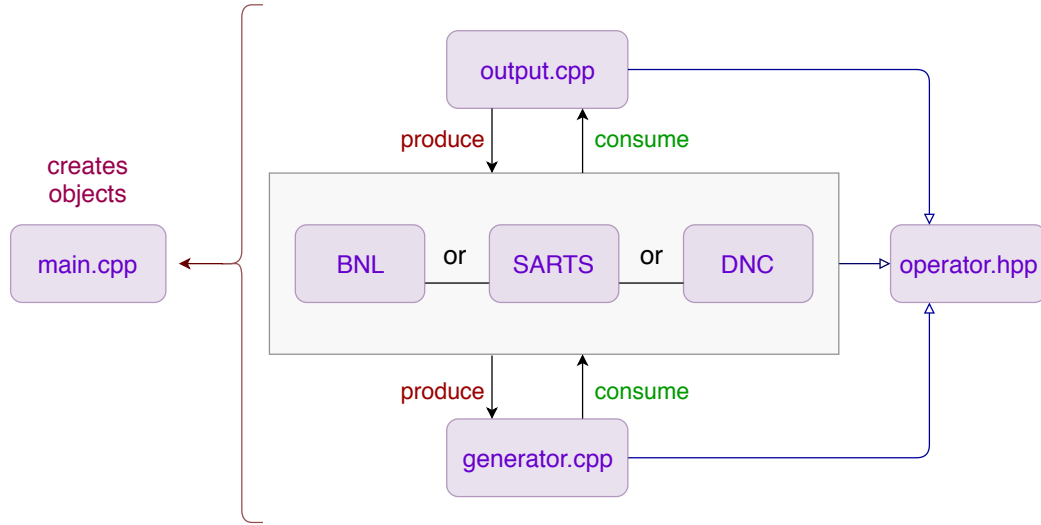 output.cpp
produce
consume
creates
objects
main.cpp
BNL
or
SARTS
or
DNC
operator.hpp
produce
consume
generator.cpp